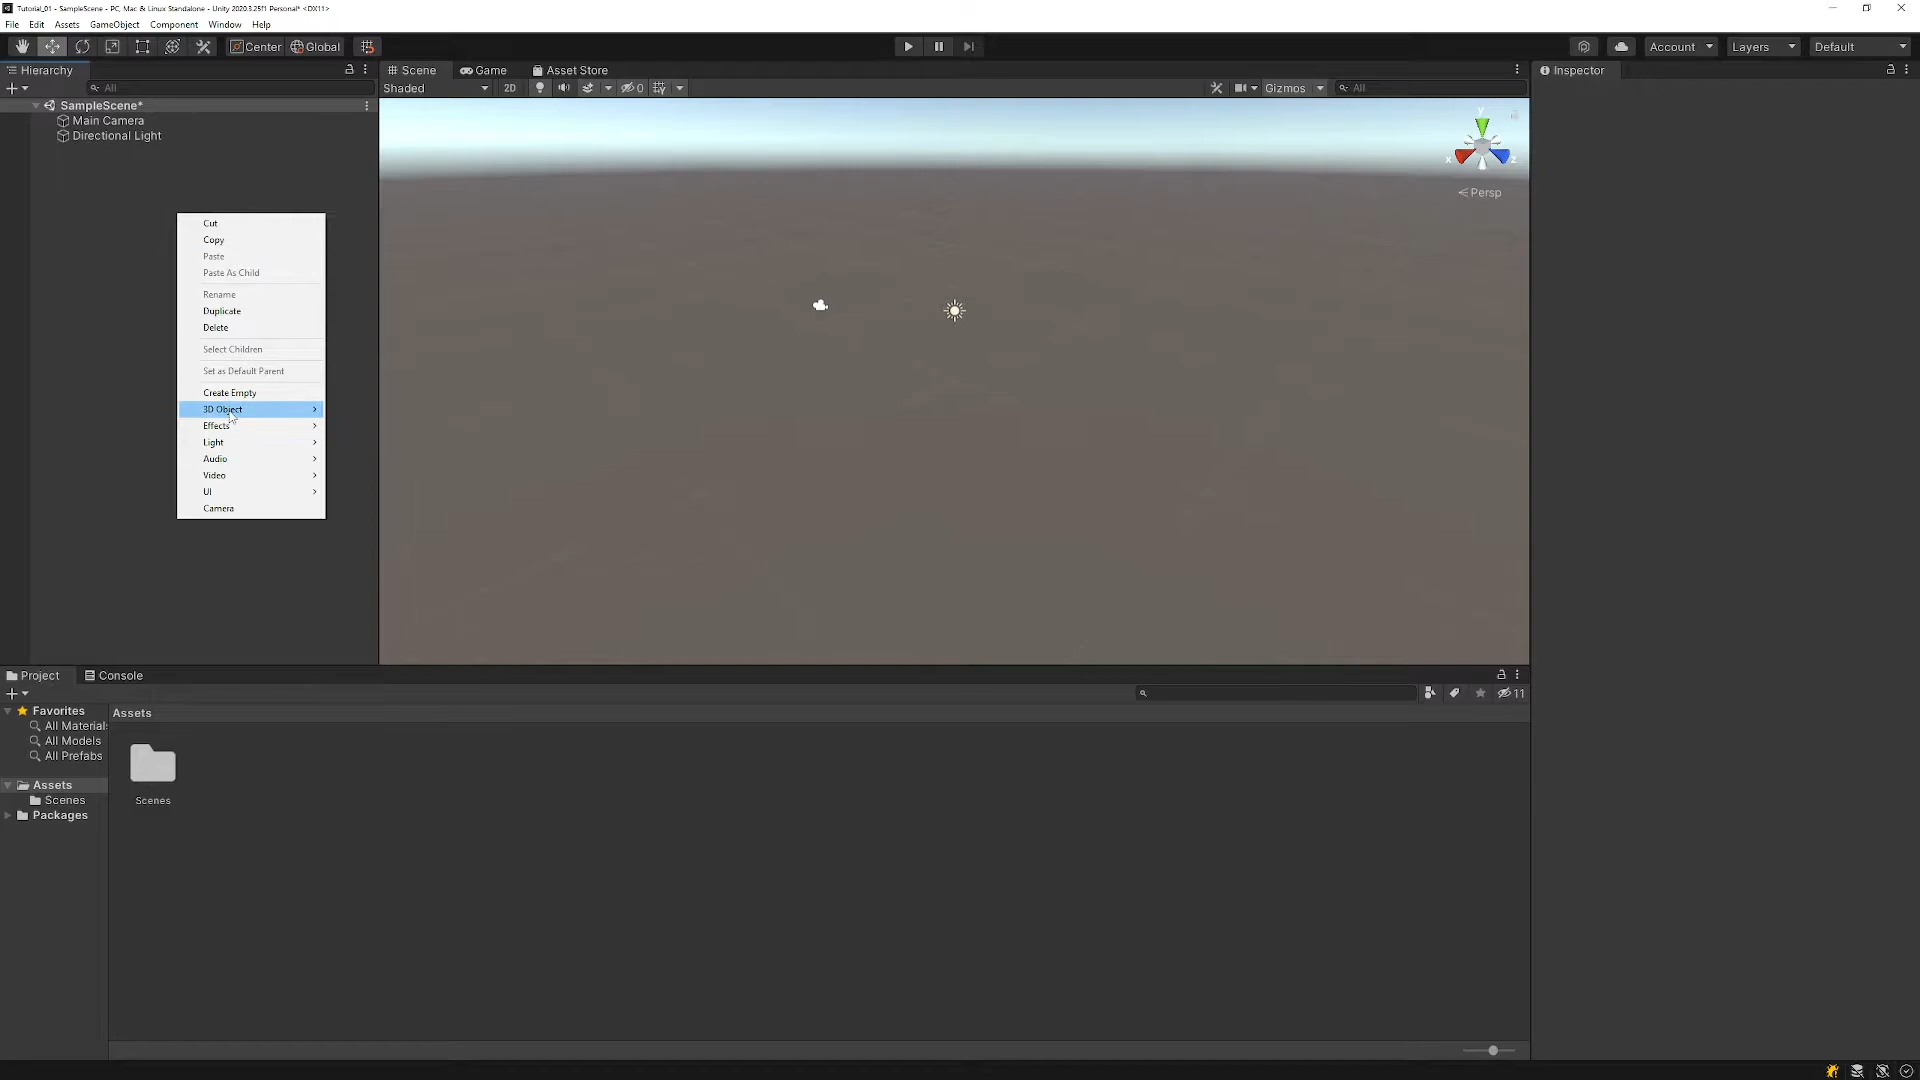 Tutorial_01 - SampleScene - PC, Mac & Linux Standalone - Unity 2020.3.25f1 Personal* <DX11>
File Edit Assets GameObject Component Window Help
Center Global Account Layers Default
Hierarchy Scene Game Asset Store Inspector
All Shaded 2D 0 Gizmos All
SampleScene*
Main Camera
Directional Light
y
x z
Persp
Cut
Copy
Paste
Paste As Child
Rename
Duplicate
Delete
Select Children
Set as Default Parent
Create Empty
3D Object
Effects
Light
Audio
Video
UI
Camera
Project Console
11
Favorites
Assets
All Materials
All Models
All Prefabs
Assets
Scenes
Packages
Scenes